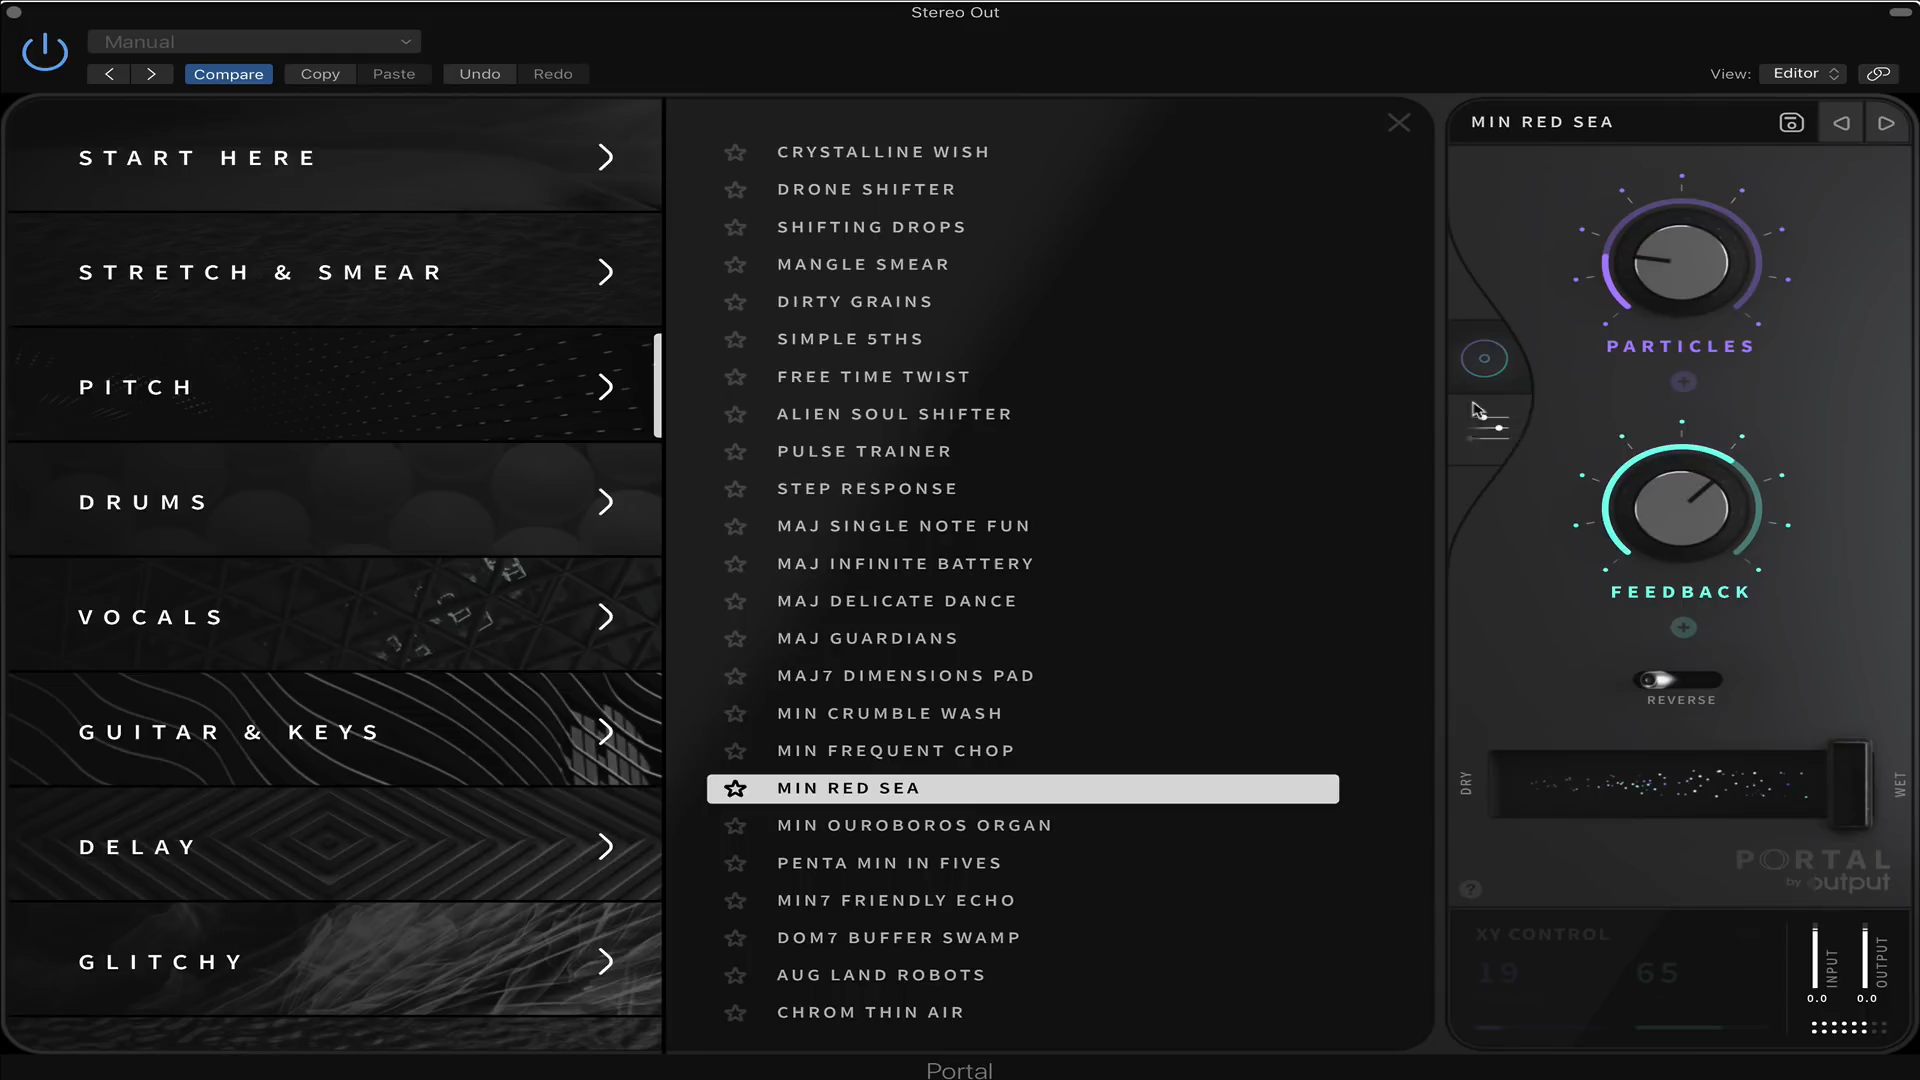 Stereo Out
Manual
Compare
Copy
Paste
Undo
Redo
View:
Editor
START HERE
STRETCH & SMEAR
PITCH
DRUMS
VOCALS
GUITAR & KEYS
DELAY
GLITCHY
CRYSTALLINE WISH
DRONE SHIFTER
SHIFTING DROPS
MANGLE SMEAR
DIRTY GRAINS
SIMPLE 5THS
FREE TIME TWIST
ALIEN SOUL SHIFTER
PULSE TRAINER
STEP RESPONSE
MAJ SINGLE NOTE FUN
MAJ INFINITE BATTERY
MAJ DELICATE DANCE
MAJ GUARDIANS
MAJ7 DIMENSIONS PAD
MIN CRUMBLE WASH
MIN FREQUENT CHOP
MIN RED SEA
MIN OUROBOROS ORGAN
PENTA MIN IN FIVES
MIN7 FRIENDLY ECHO
DOM7 BUFFER SWAMP
AUG LAND ROBOTS
CHROM THIN AIR
MIN RED SEA
PARTICLES
FEEDBACK
REVERSE
DRY
WET
PORTAL
by output
?
XY CONTROL
19
65
INPUT
OUTPUT
0.0
0.0
Portal